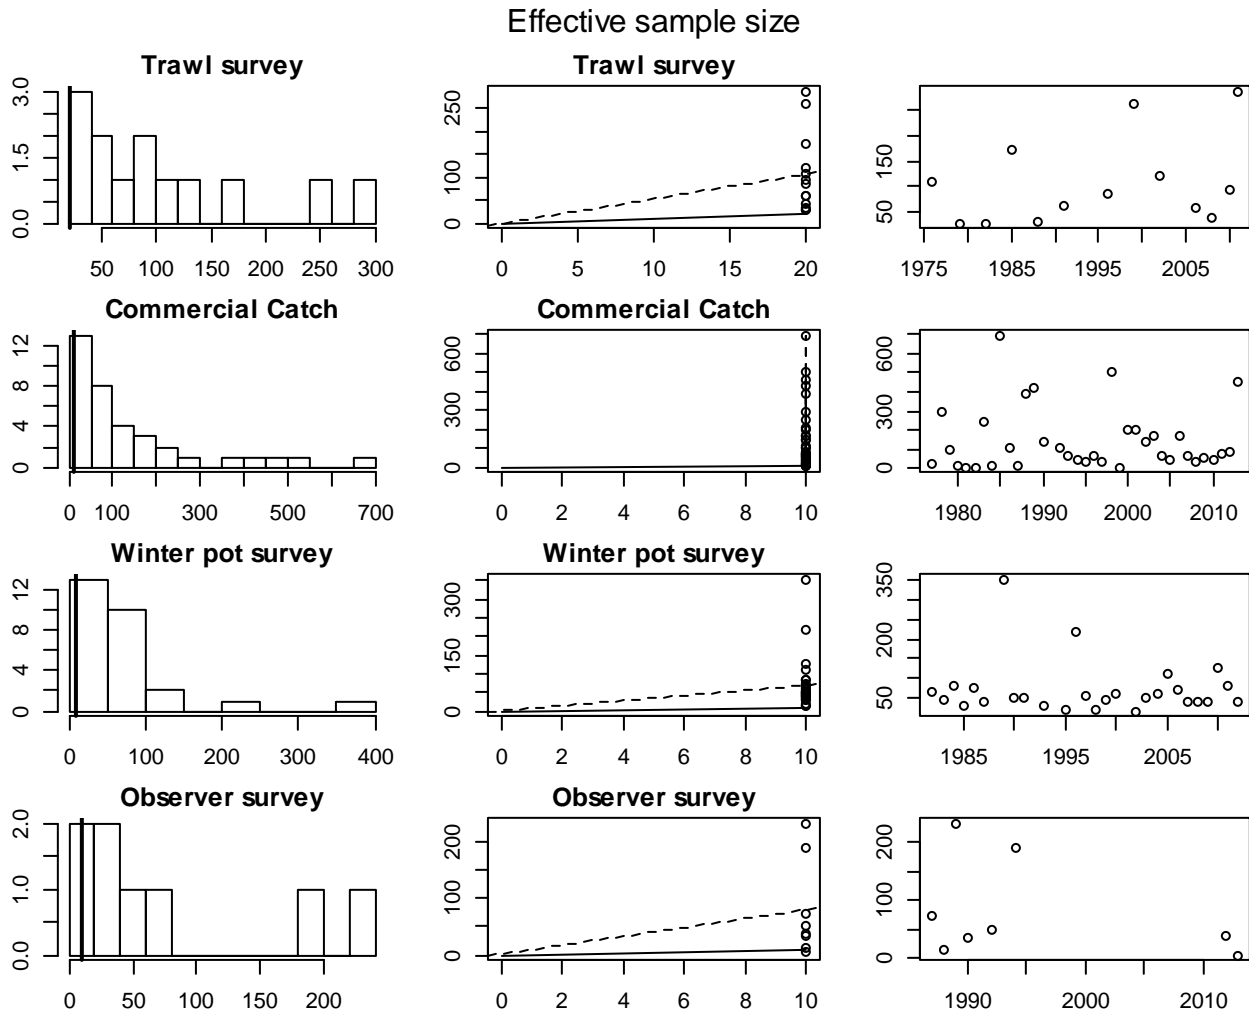 Effective sample size
Trawl survey Trawl survey
0.0 1.5 3.0
50 100 150 200 250 300
0 100 250
0 5 10 15 20
50 150
1975 1985 1995 2005
Commercial Catch Commercial Catch
0 4 8 12
0 100 300 500 700
0 300 600
0 2 4 6 8 10
0 300 600
1980 1990 2000 2010
Winter pot survey Winter pot survey
0 4 8 12
0 100 200 300 400
0 150 300
0 2 4 6 8 10
50 200 350
1985 1995 2005
Observer survey Observer survey
0.0 1.0 2.0
0 50 100 150 200
0 100 200
0 2 4 6 8 10
0 100 200
1990 2000 2010